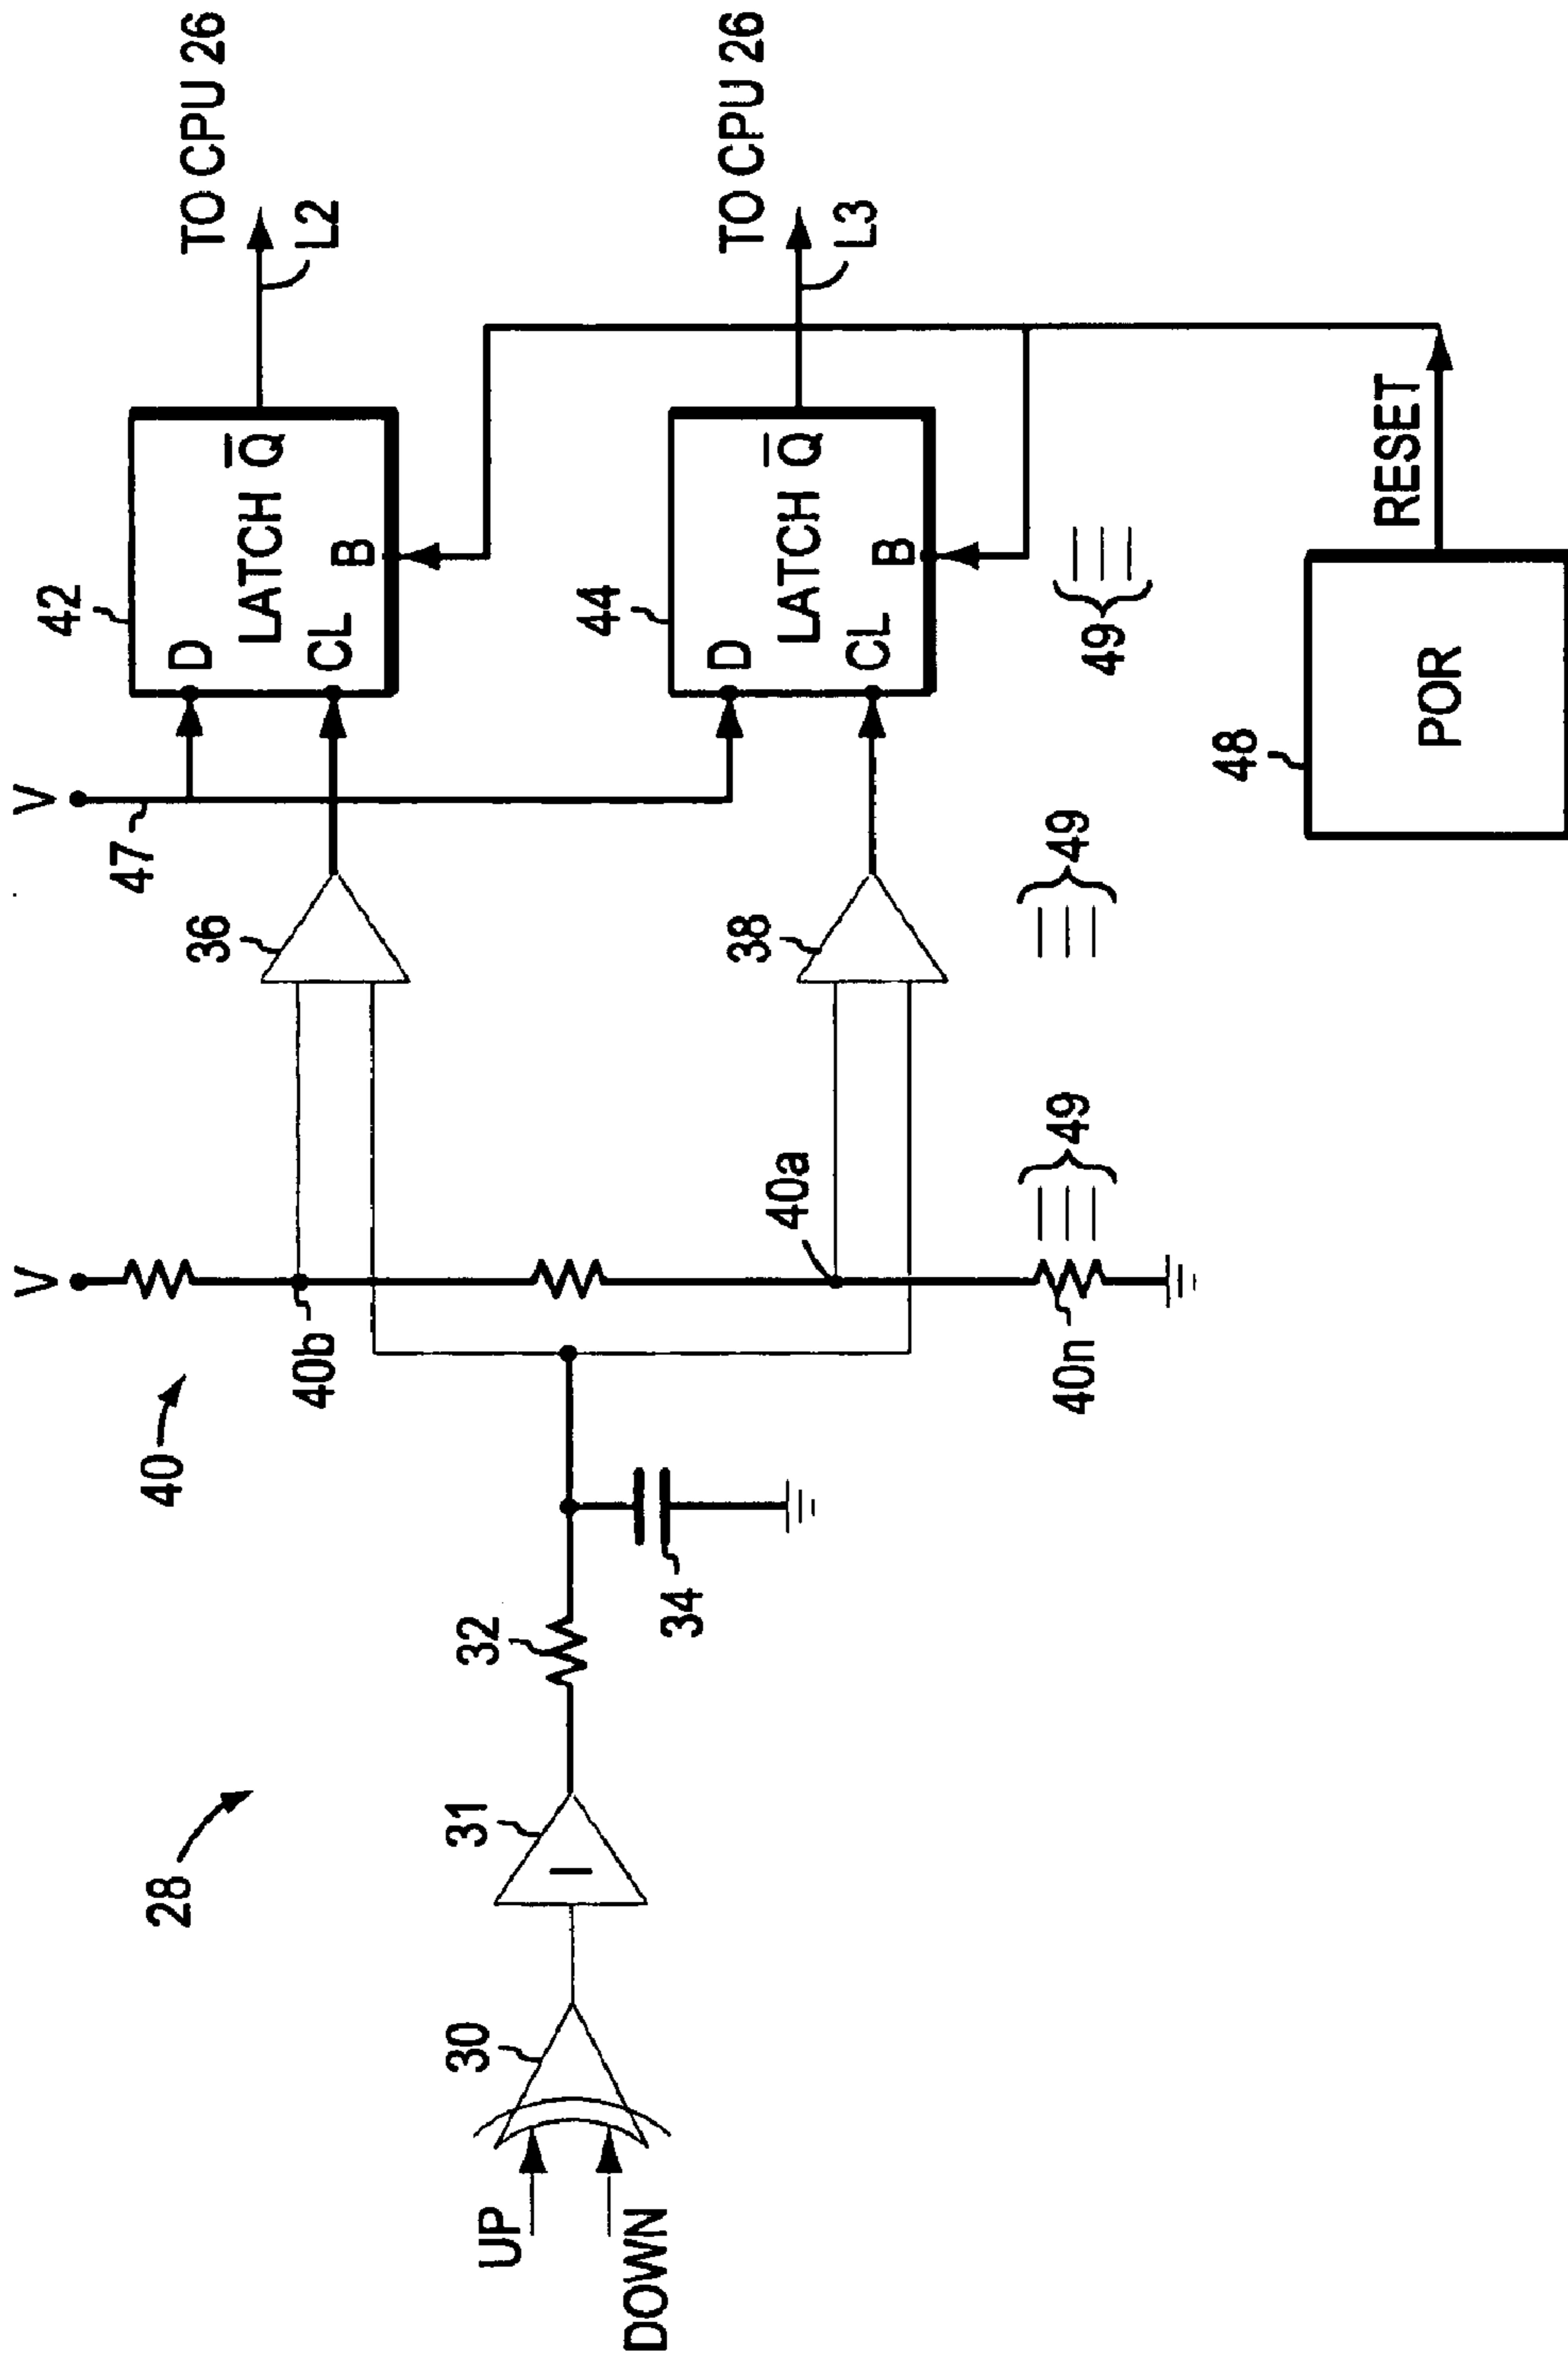 28
40
V
V
47
UP
DOWN
30
31
32
34
40b
40a
40n
36
38
42
D
LATCH Q̅
CL
B
L2
TO CPU 26
44
D
LATCH Q̅
CL
B
L3
TO CPU 26
49
49
49
48
POR
RESET